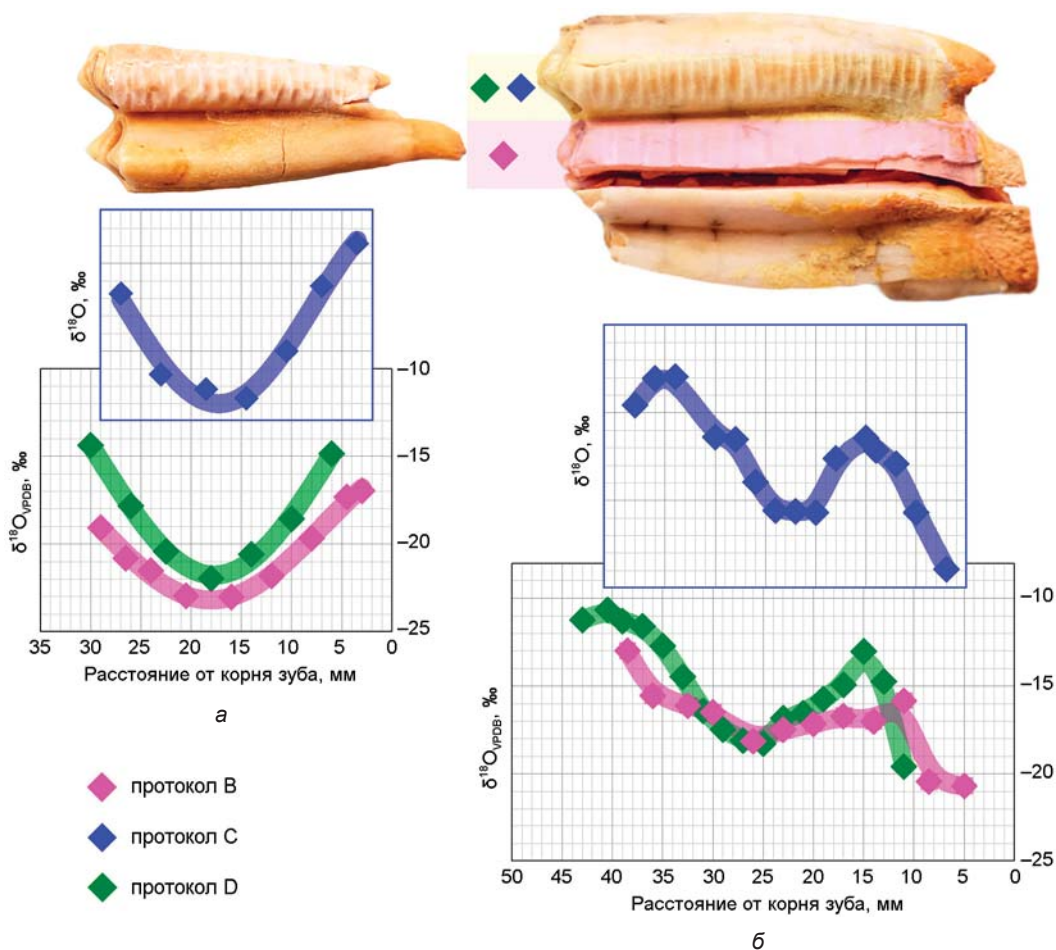 δ¹⁸O, ‰
–10
–15
–20
–25
δ¹⁸O_VPDB, ‰
35 30 25 20 15 10 5 0
Расстояние от корня зуба, мм
а
протокол B
протокол C
протокол D
δ¹⁸O, ‰
–10
–15
–20
–25
δ¹⁸O_VPDB, ‰
50 45 40 35 30 25 20 15 10 5 0
Расстояние от корня зуба, мм
б